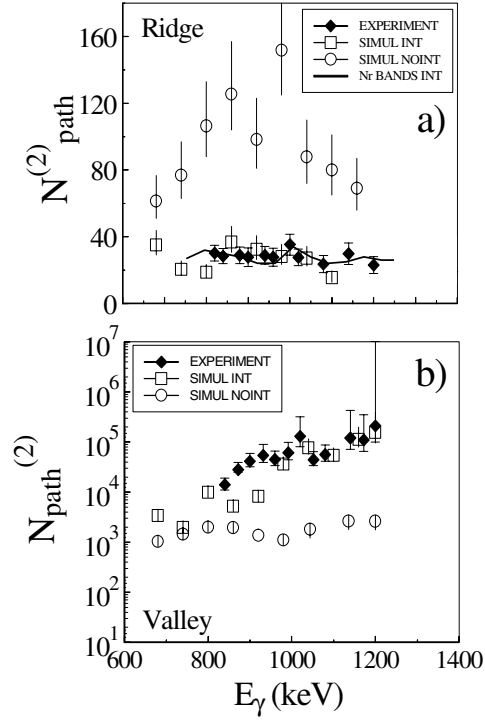 Ridge
EXPERIMENT
SIMUL INT
SIMUL NOINT
Nr BANDS INT
a)
N(2)path
160
120
80
40
0
EXPERIMENT
SIMUL INT
SIMUL NOINT
b)
Npath(2)
10^7
10^6
10^5
10^4
10^3
10^2
10^1
Valley
600 800 1000 1200 1400
Eγ (keV)